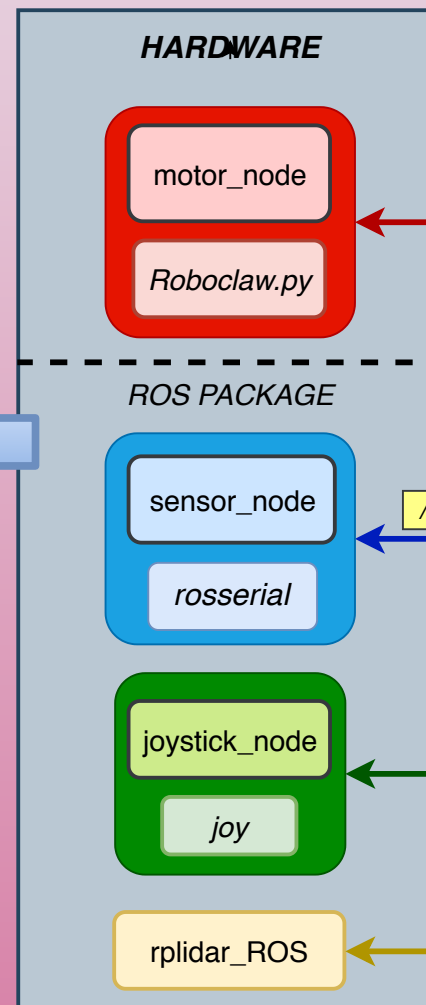 HARDWARE
motor_node
Roboclaw.py
ROS PACKAGE
sensor_node
/
rosserial
joystick_node
joy
rplidar_ROS